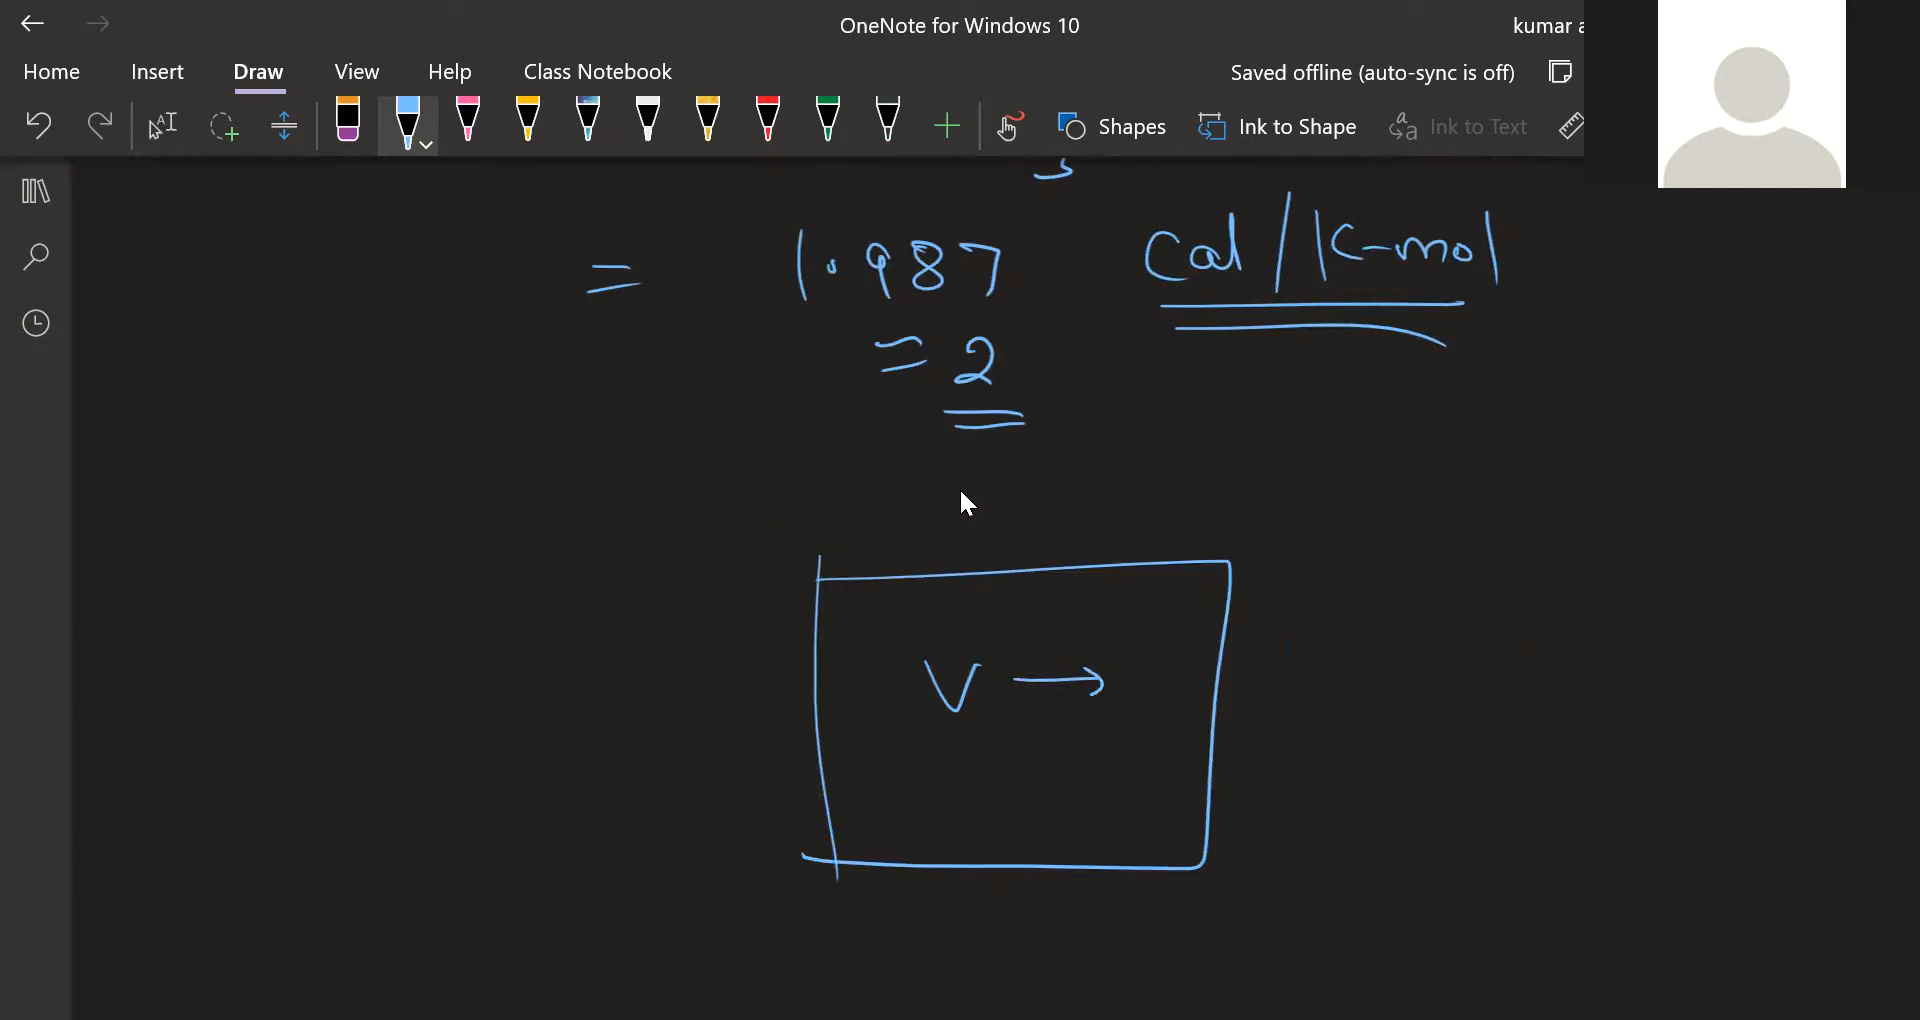 OneNote for Windows 10
kumar a
Home Insert Draw View Help Class Notebook
Saved offline (auto-sync is off)
Shapes Ink to Shape Ink to Text
= 1.987 Cal/K-mol
= 2
V →